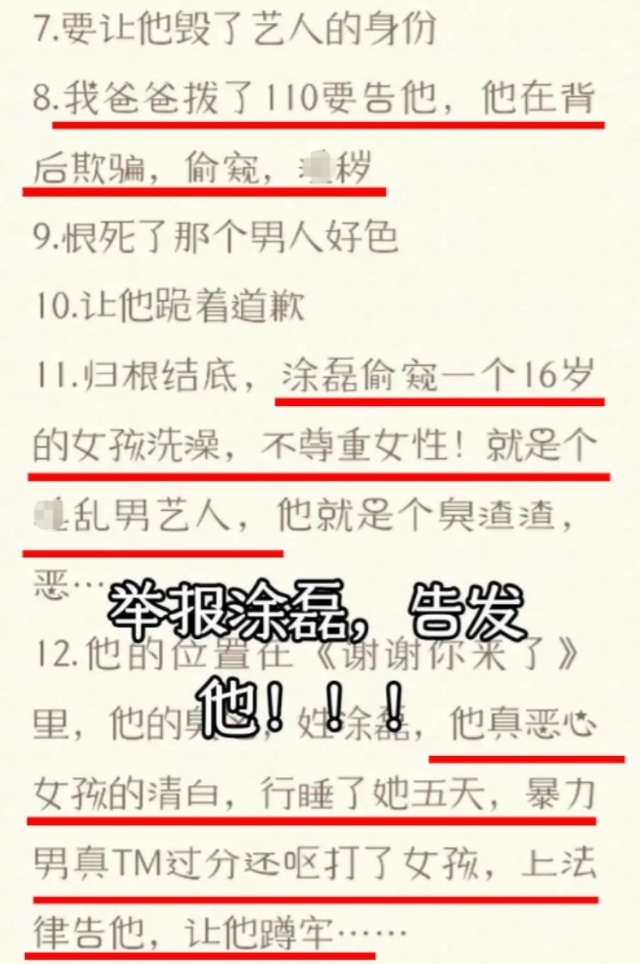 7.要让他毁了艺人的身份
8.我爸爸拨了110要告他，他在背
后欺骗，偷窥，秽
9.恨死了那个男人好色
10.让他跪着道歉
11.归根结底，涂磊偷窥一个16岁
的女孩洗澡，不尊重女性！就是个
乱男艺人，他就是个臭渣渣，
恶…
举报涂磊，告发
12.他的位置在《谢谢你来了》
他！！！
里，他的臭，姓涂磊，他真恶心
女孩的清白，行睡了她五天，暴力
男真TM过分还呕打了女孩，上法
律告他，让他蹲牢……